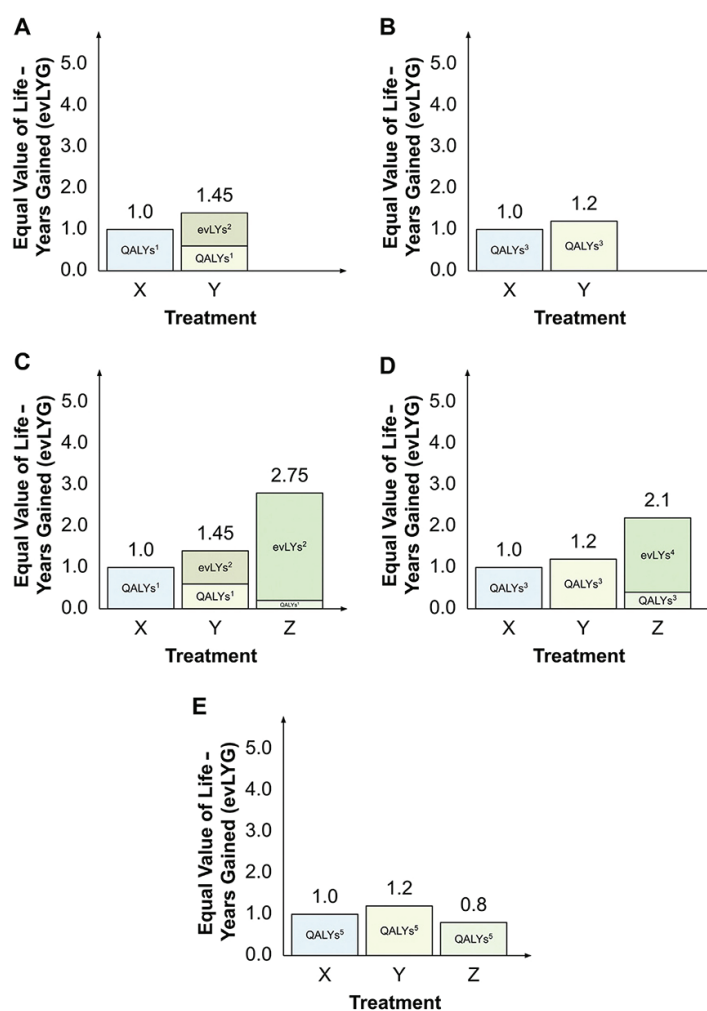 A
Equal Value of Life -
Years Gained (evLYG)
5.0
4.0
3.0
2.0
1.0
0.0
1.0
QALYs¹
1.45
evLYs²
QALYs¹
X
Y
Treatment
B
Equal Value of Life -
Years Gained (evLYG)
5.0
4.0
3.0
2.0
1.0
0.0
1.0
QALYs³
1.2
QALYs³
X
Y
Treatment
C
Equal Value of Life -
Years Gained (evLYG)
5.0
4.0
3.0
2.0
1.0
0.0
1.0
QALYs¹
1.45
evLYs²
QALYs¹
2.75
evLYs²
QALYs¹
X
Y
Z
Treatment
D
Equal Value of Life -
Years Gained (evLYG)
5.0
4.0
3.0
2.0
1.0
0.0
1.0
QALYs³
1.2
QALYs³
2.1
evLYs⁴
QALYs³
X
Y
Z
Treatment
E
Equal Value of Life -
Years Gained (evLYG)
5.0
4.0
3.0
2.0
1.0
0.0
1.0
QALYs⁵
1.2
QALYs⁵
0.8
QALYs⁵
X
Y
Z
Treatment